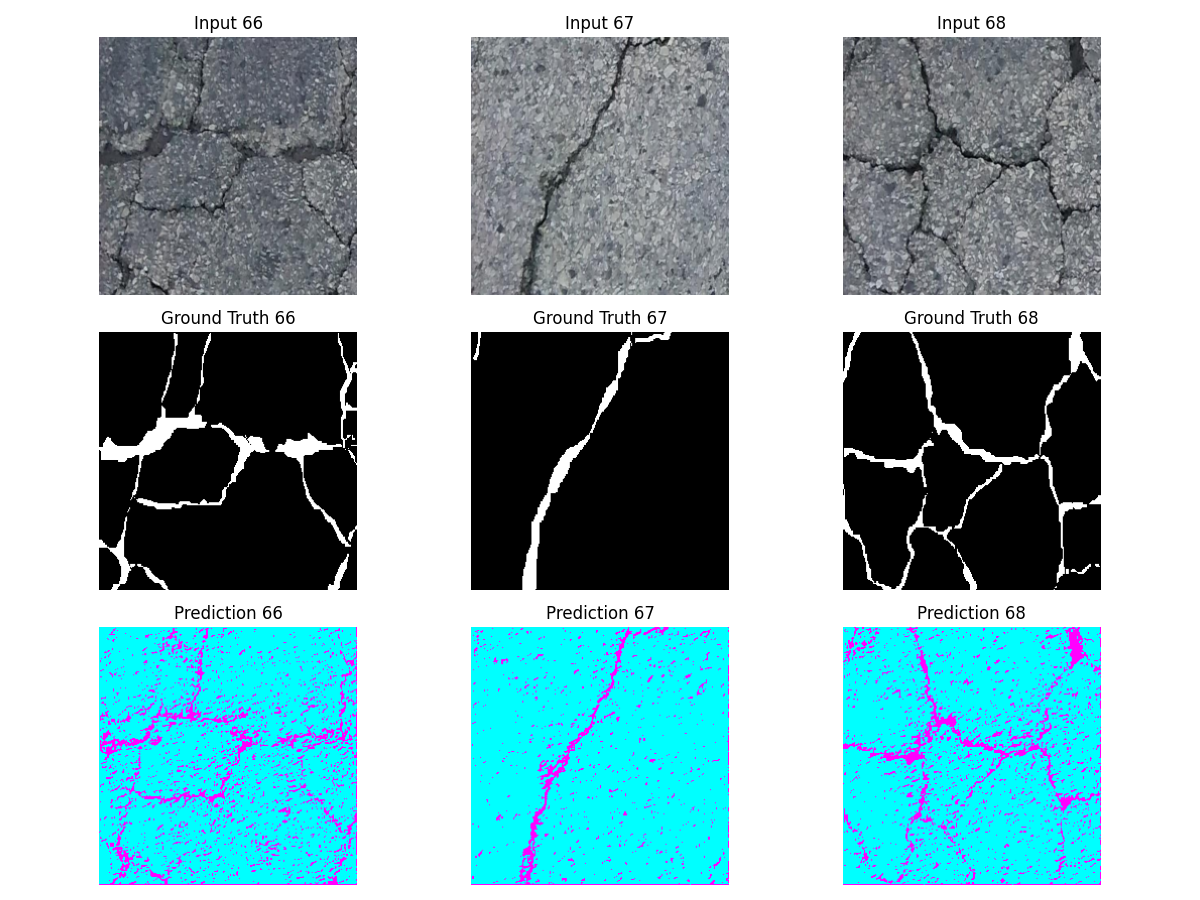 Input 66
Input 67
Input 68
Ground Truth 66
Ground Truth 67
Ground Truth 68
Prediction 66
Prediction 67
Prediction 68